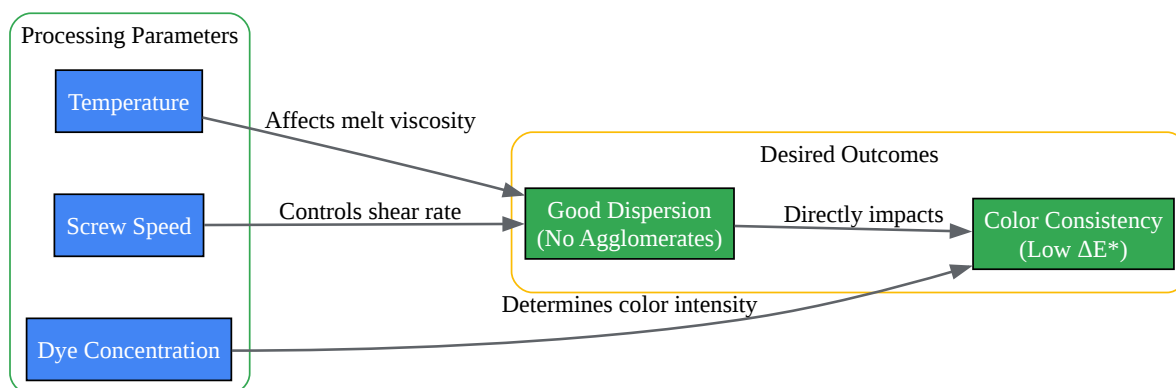 Processing Parameters
Temperature
Affects melt viscosity
Desired Outcomes
Screw Speed
Controls shear rate
Good Dispersion
(No Agglomerates)
Directly impacts
Color Consistency
(Low ΔE*)
Determines color intensity
Dye Concentration